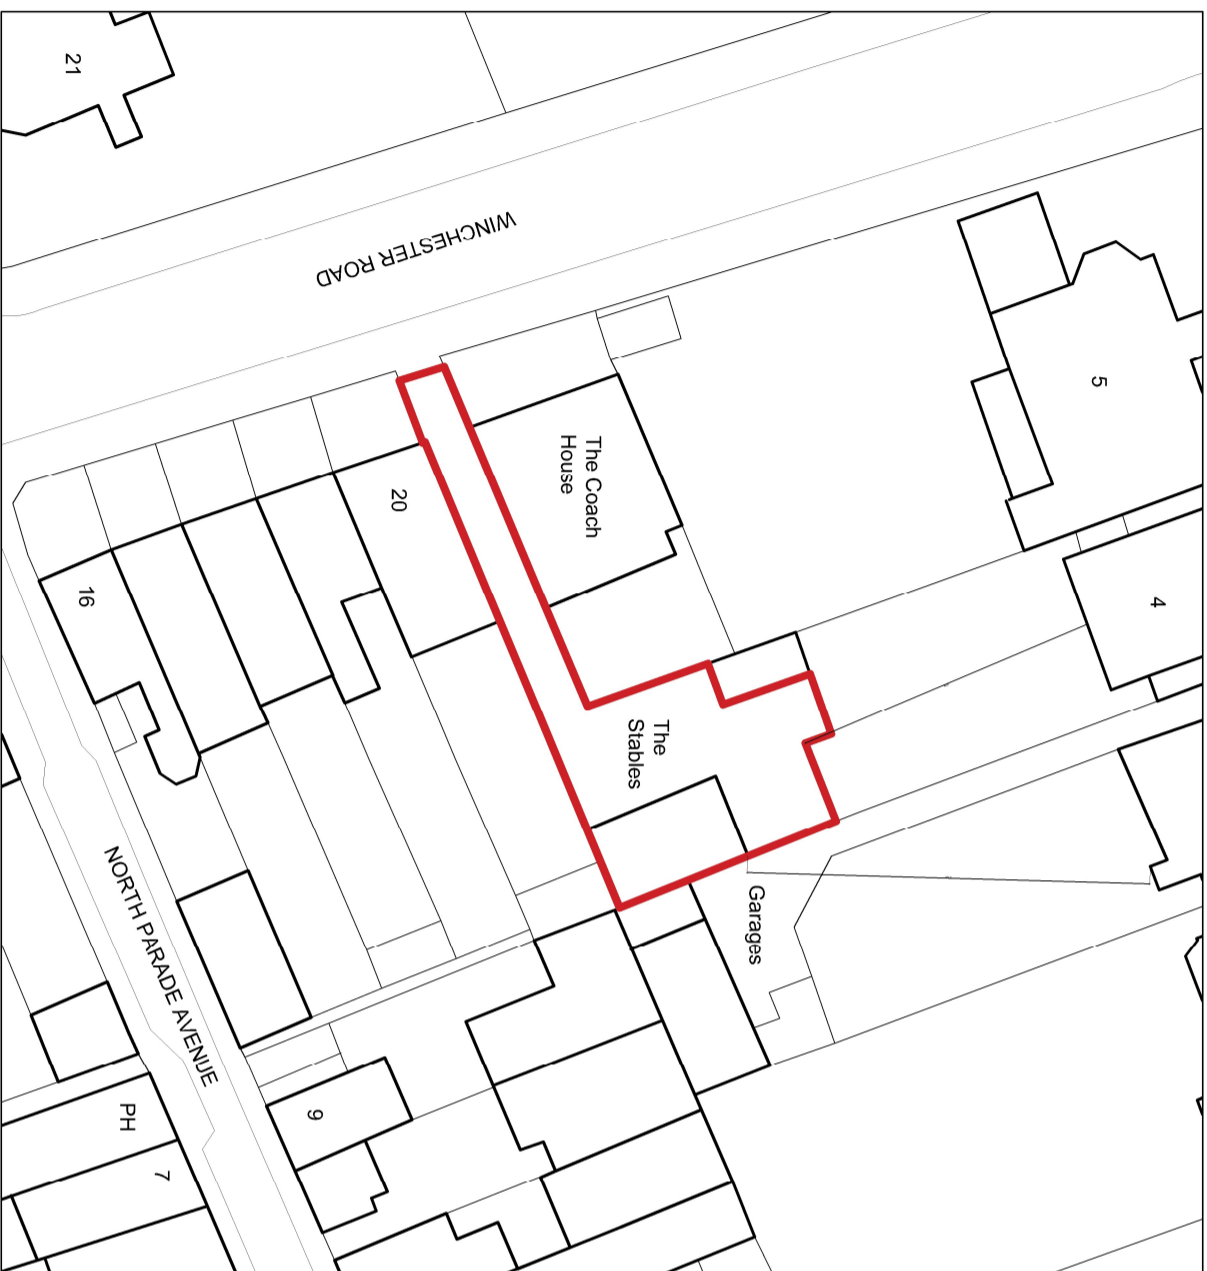 21
WINCHESTER ROAD
5
The Coach
House
20
4
16
The
Stables
Garages
NORTH PARADE AVENUE
9
PH
7